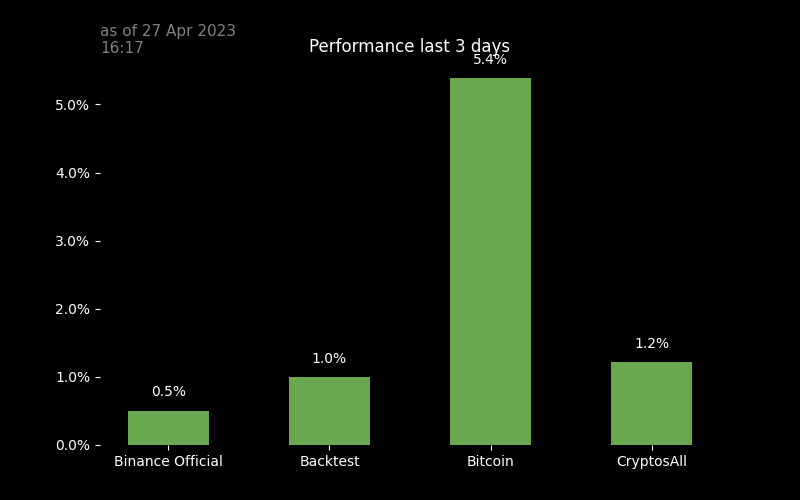 as of 27 Apr 2023
16:17
Performance last 3 days
5.4%
5.0%
4.0%
3.0%
2.0%
1.2%
1.0%
1.0%
0.5%
0.0%
Binance Official
Backtest
Bitcoin
CryptosAll